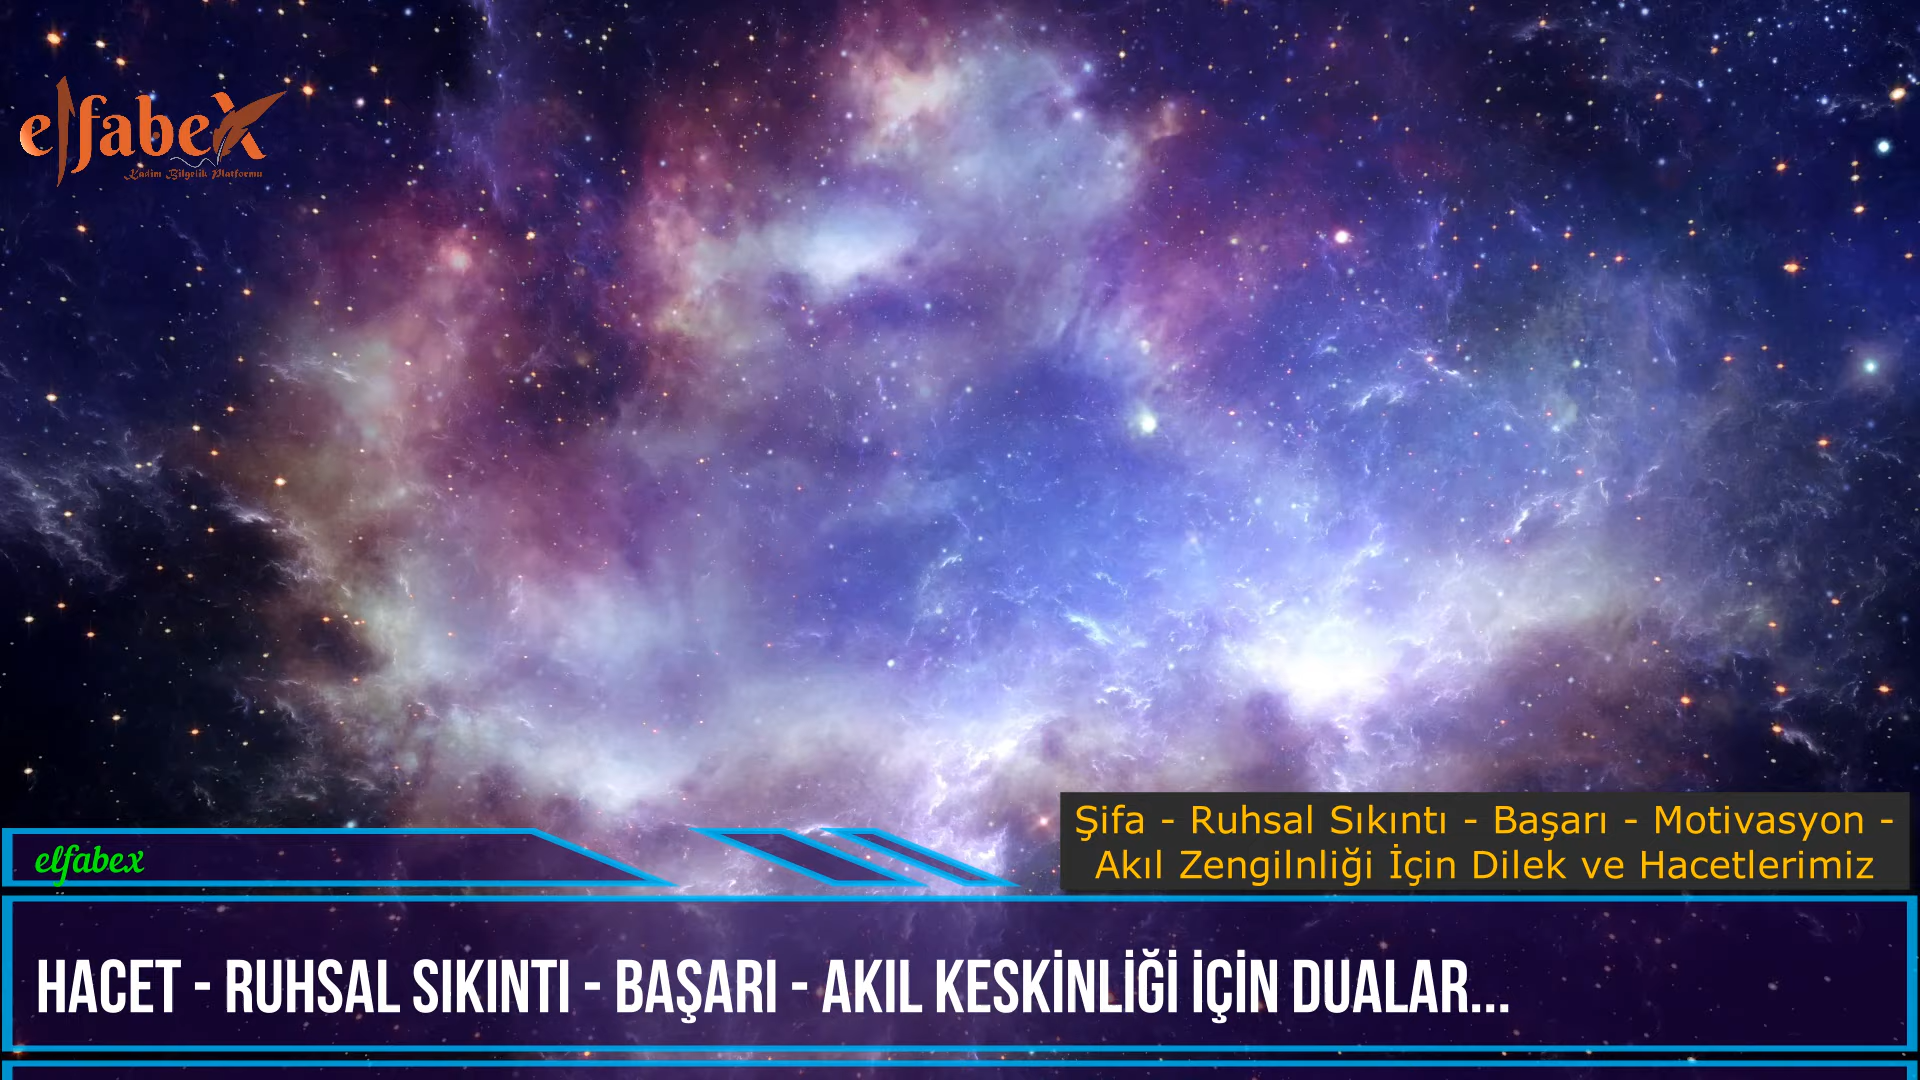 elfabex
Kadim Bilgelik Platformu
Şifa - Ruhsal Sıkıntı - Başarı - Motivasyon -
Akıl Zengilnliği İçin Dilek ve Hacetlerimiz
elfabex
HACET - RUHSAL SIKINTI - BAŞARI - AKIL KESKİNLİĞİ İÇİN DUALAR...